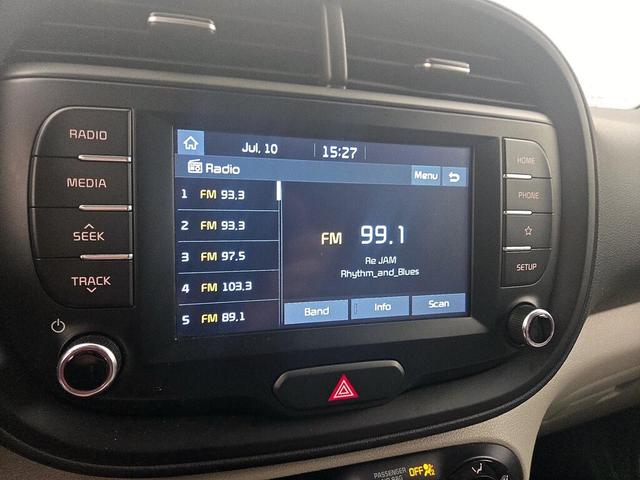 RADIO
MEDIA
SEEK
TRACK
Jul. 10
15:27
Radio
Menu
1 FM 93.3
2 FM 93.3
3 FM 97.5
4 FM 103.3
5 FM 89.1
FM 99.1
Re JAM
Rhythm_and_Blues
Band
Info
Scan
HOME
PHONE
SETUP
PASSENGER
AIR BAG
OFF